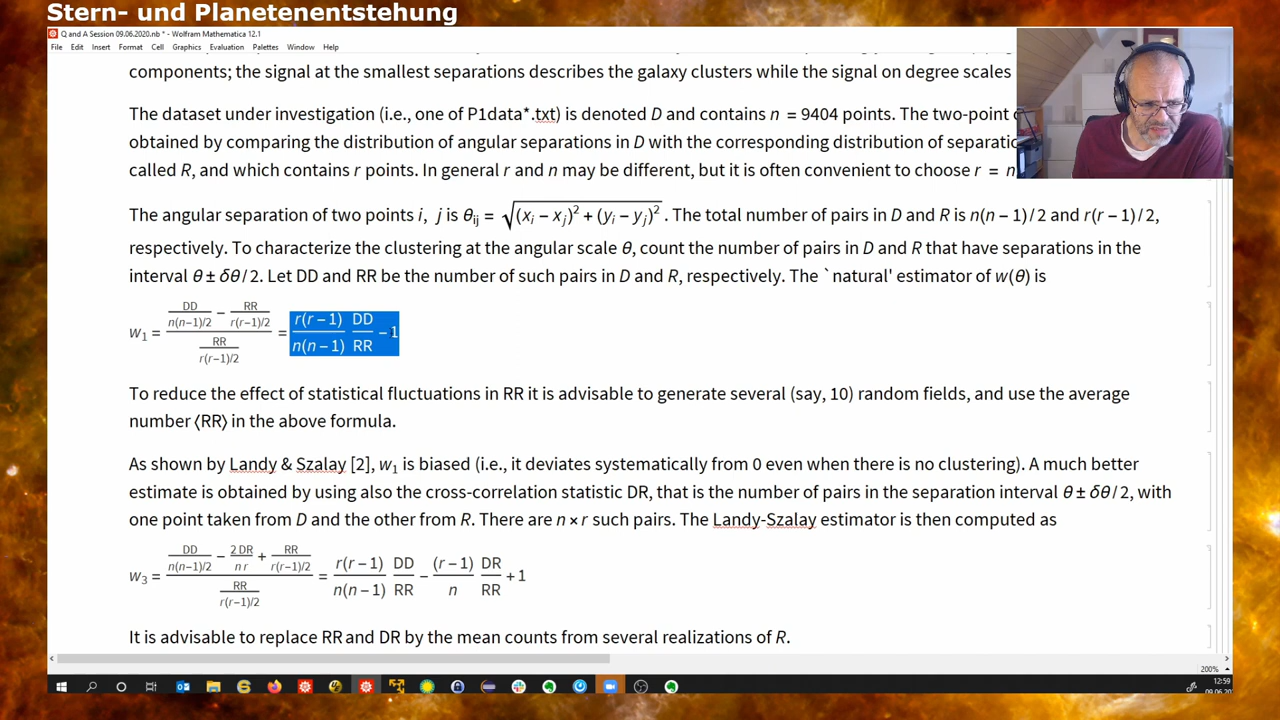 Stern- und Planetenentstehung
Q and A Session 09.06.2020.nb * - Wolfram Mathematica 12.1
File Edit Insert Format Cell Graphics Evaluation Palettes Window Help
components; the signal at the smallest separations describes the galaxy clusters while the signal on degree scales
The dataset under investigation (i.e., one of P1data*.txt) is denoted D and contains n = 9404 points. The two-point
obtained by comparing the distribution of angular separations in D with the corresponding distribution of separatio
called R, and which contains r points. In general r and n may be different, but it is often convenient to choose r = n
The angular separation of two points i, j is θ_ij = √((x_i − x_j)² + (y_i − y_j)²). The total number of pairs in D and R is n(n − 1)/2 and r(r − 1)/2,
respectively. To characterize the clustering at the angular scale θ, count the number of pairs in D and R that have separations in the
interval θ ± δθ/2. Let DD and RR be the number of such pairs in D and R, respectively. The `natural' estimator of w(θ) is
w₁ = (DD/(n(n−1)/2) − RR/(r(r−1)/2)) / (RR/(r(r−1)/2)) = r(r − 1)/n(n − 1) DD/RR − 1
To reduce the effect of statistical fluctuations in RR it is advisable to generate several (say, 10) random fields, and use the average
number ⟨RR⟩ in the above formula.
As shown by Landy & Szalay [2], w₁ is biased (i.e., it deviates systematically from 0 even when there is no clustering). A much better
estimate is obtained by using also the cross-correlation statistic DR, that is the number of pairs in the separation interval θ ± δθ/2, with
one point taken from D and the other from R. There are n × r such pairs. The Landy-Szalay estimator is then computed as
w₃ = (DD/(n(n−1)/2) − 2 DR/(n r) + RR/(r(r−1)/2)) / (RR/(r(r−1)/2)) = r(r − 1)/n(n − 1) DD/RR − (r − 1)/n DR/RR + 1
It is advisable to replace RR and DR by the mean counts from several realizations of R.
200%
12:59
09.06.20